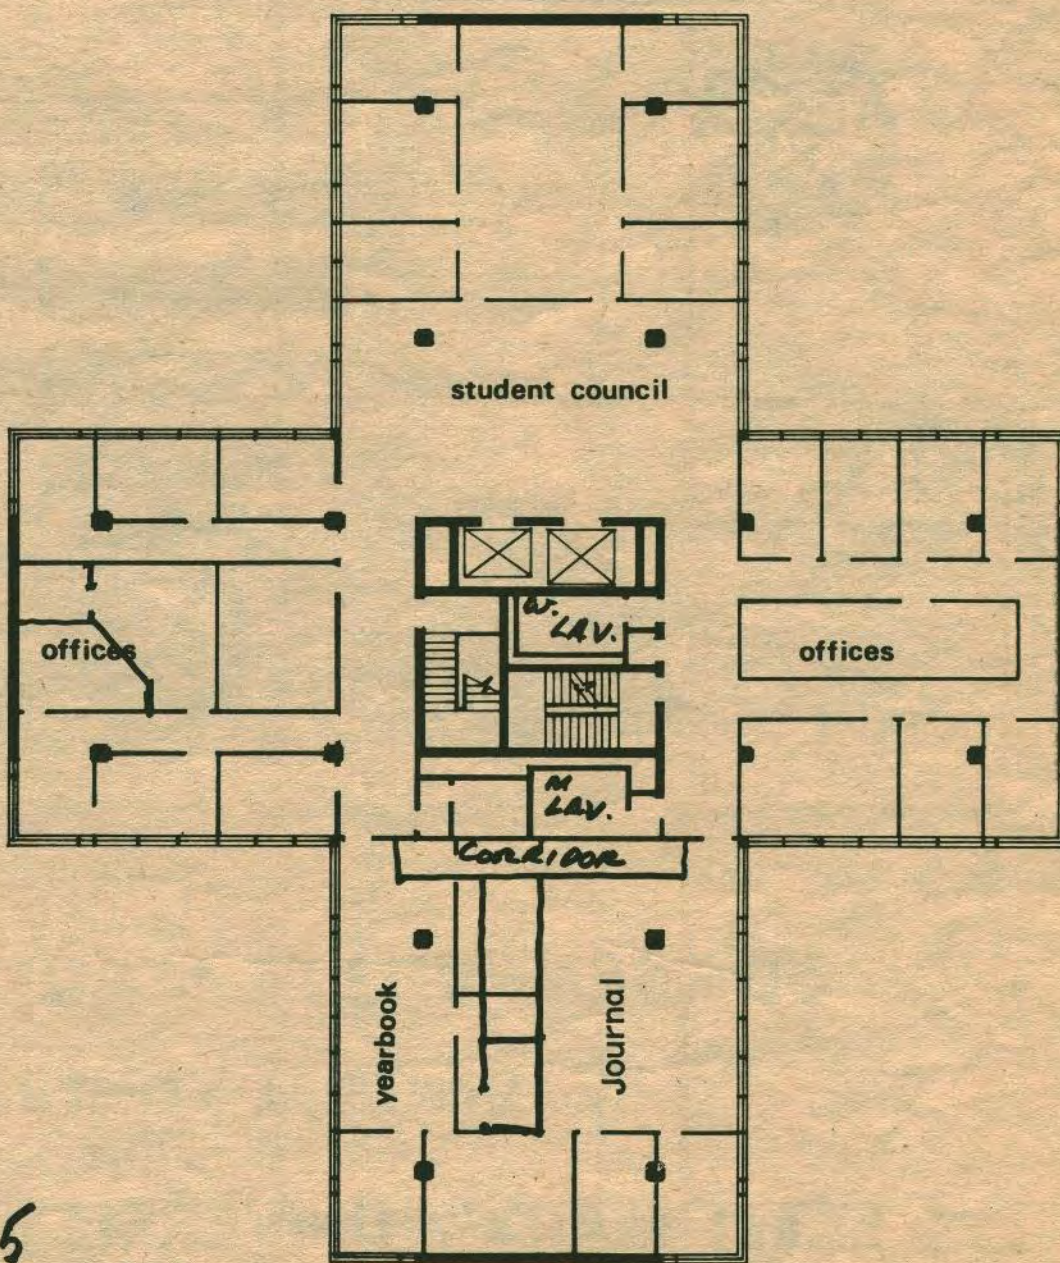 student council
W.
LAV.
offices
offices
M
LAV.
CORRIDOR
yearbook
Journal
5